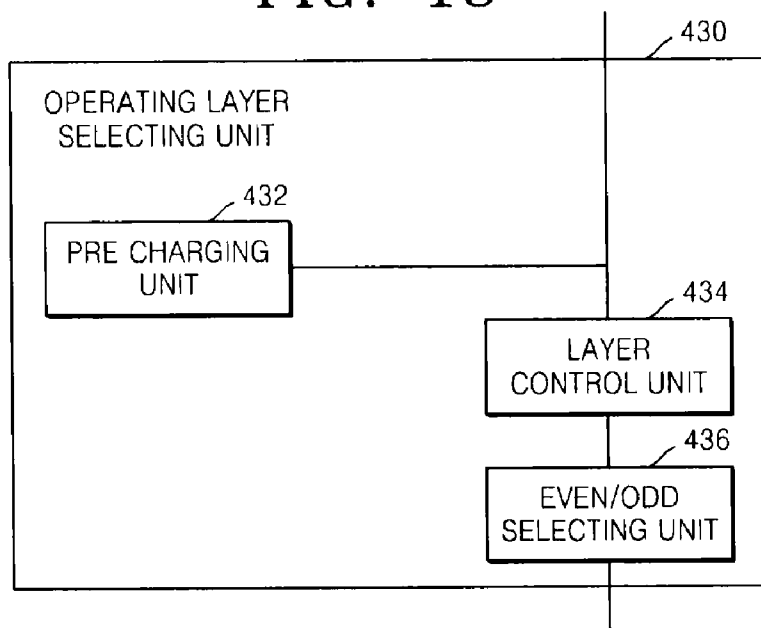 430
OPERATING LAYER
SELECTING UNIT
432
PRE CHARGING
UNIT
434
LAYER
CONTROL UNIT
436
EVEN/ODD
SELECTING UNIT